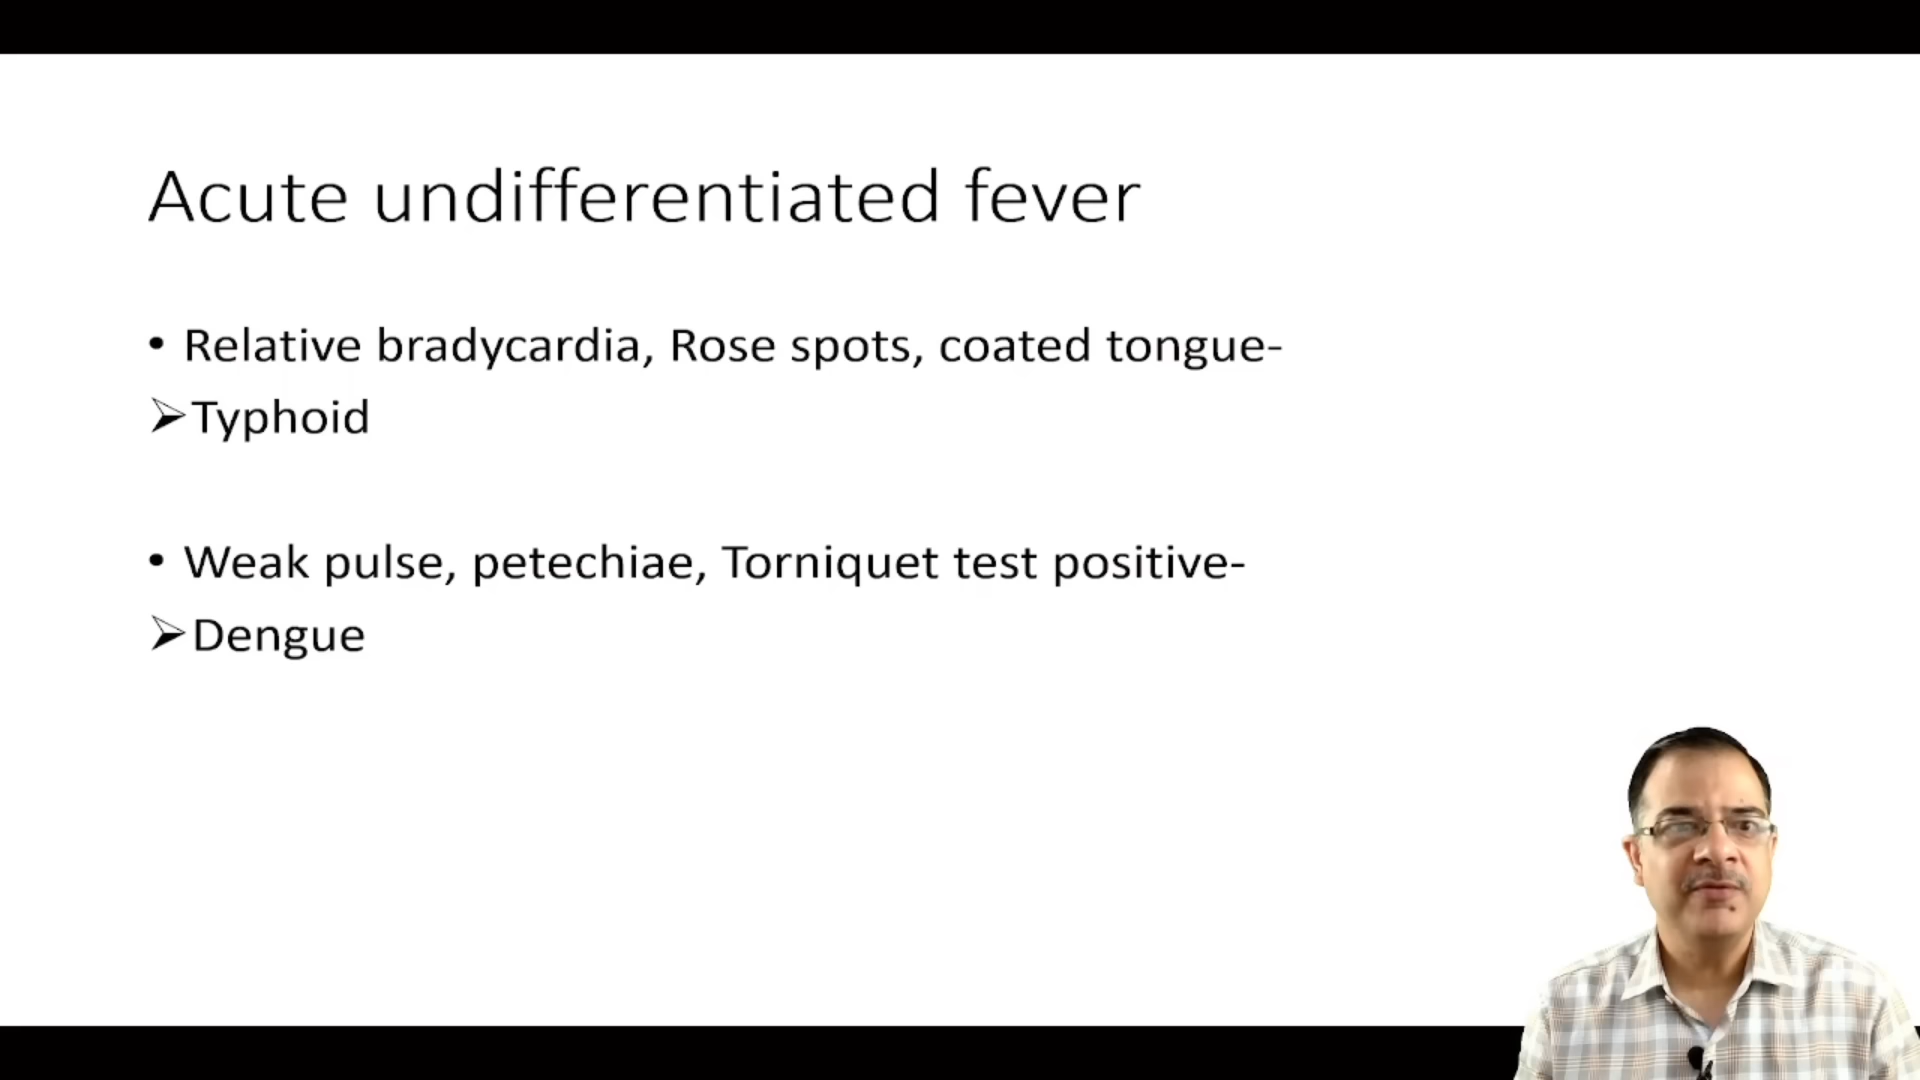 Acute undifferentiated fever
• Relative bradycardia, Rose spots, coated tongue-
➢Typhoid
• Weak pulse, petechiae, Torniquet test positive-
➢Dengue